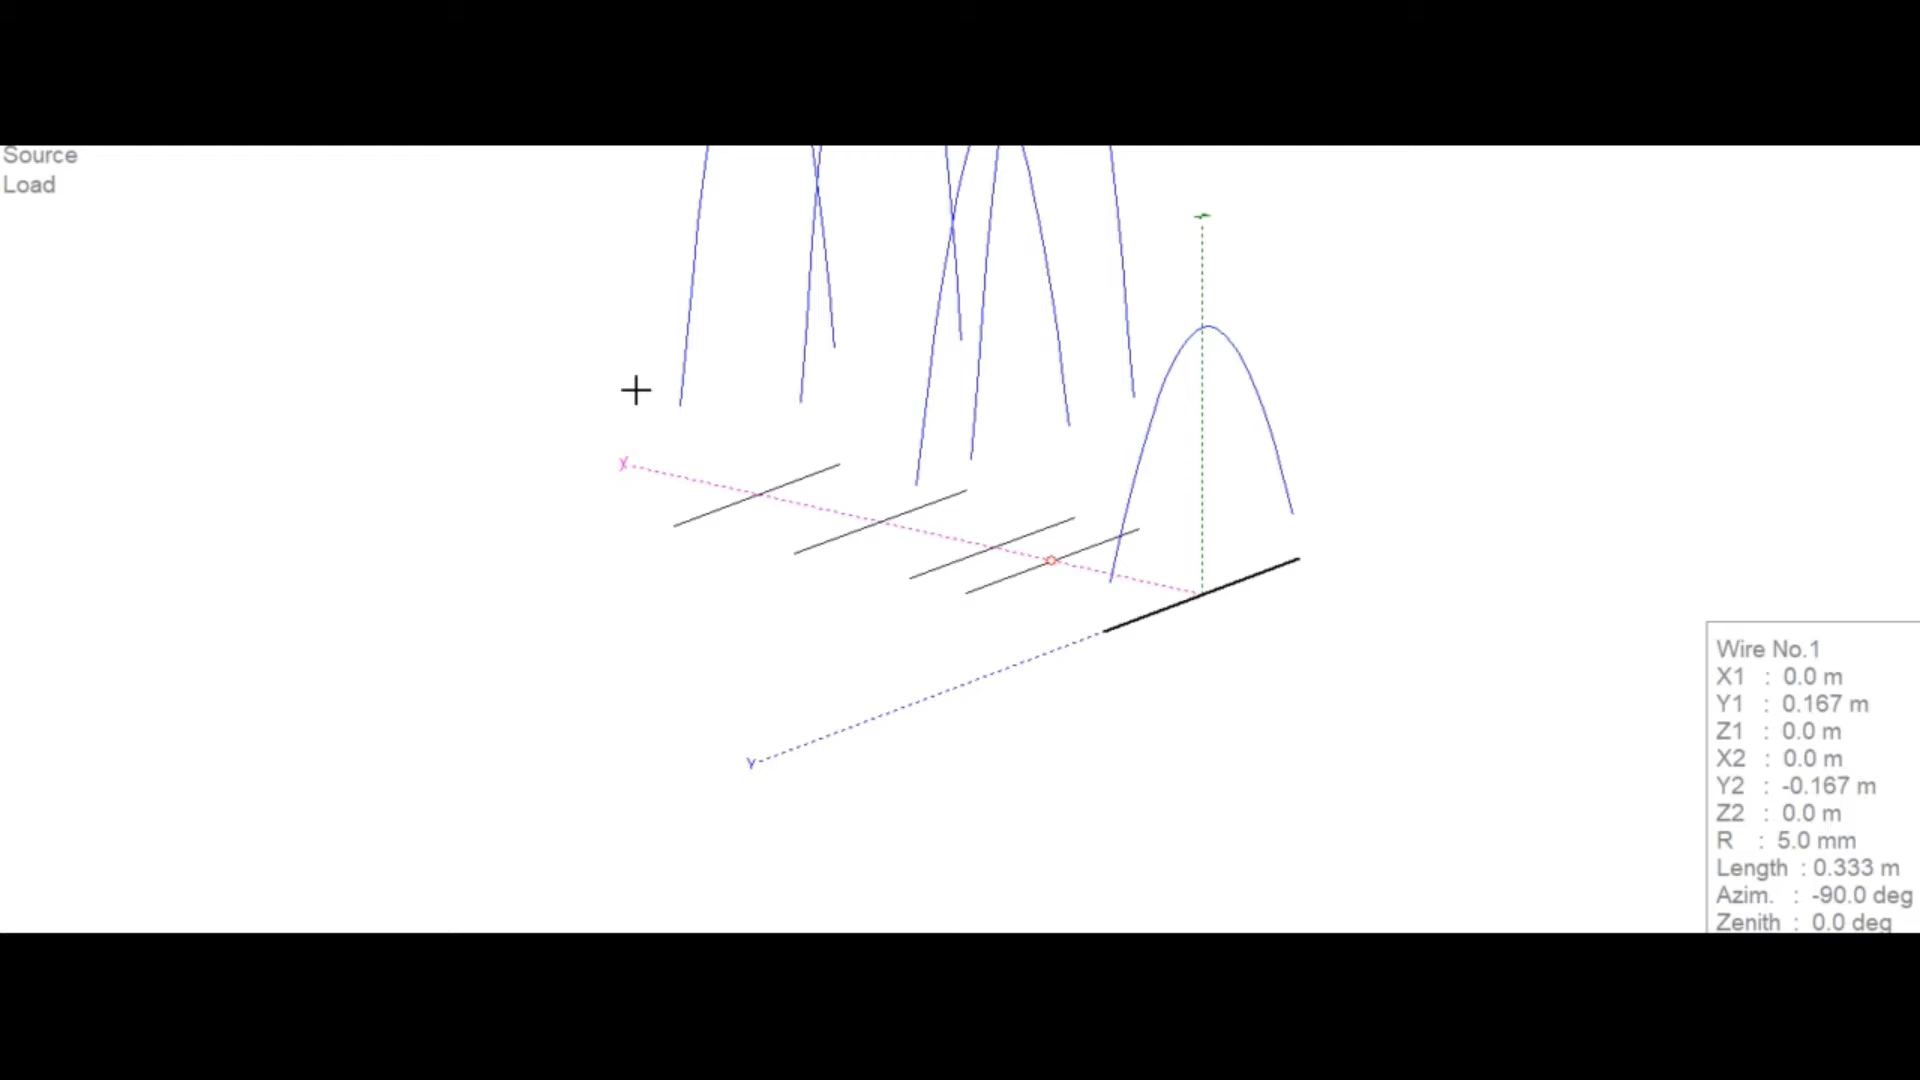 Source
Load
X
Y
Wire No.1
X1 : 0.0 m
Y1 : 0.167 m
Z1 : 0.0 m
X2 : 0.0 m
Y2 : -0.167 m
Z2 : 0.0 m
R : 5.0 mm
Length : 0.333 m
Azim. : -90.0 deg
Zenith : 0.0 deg